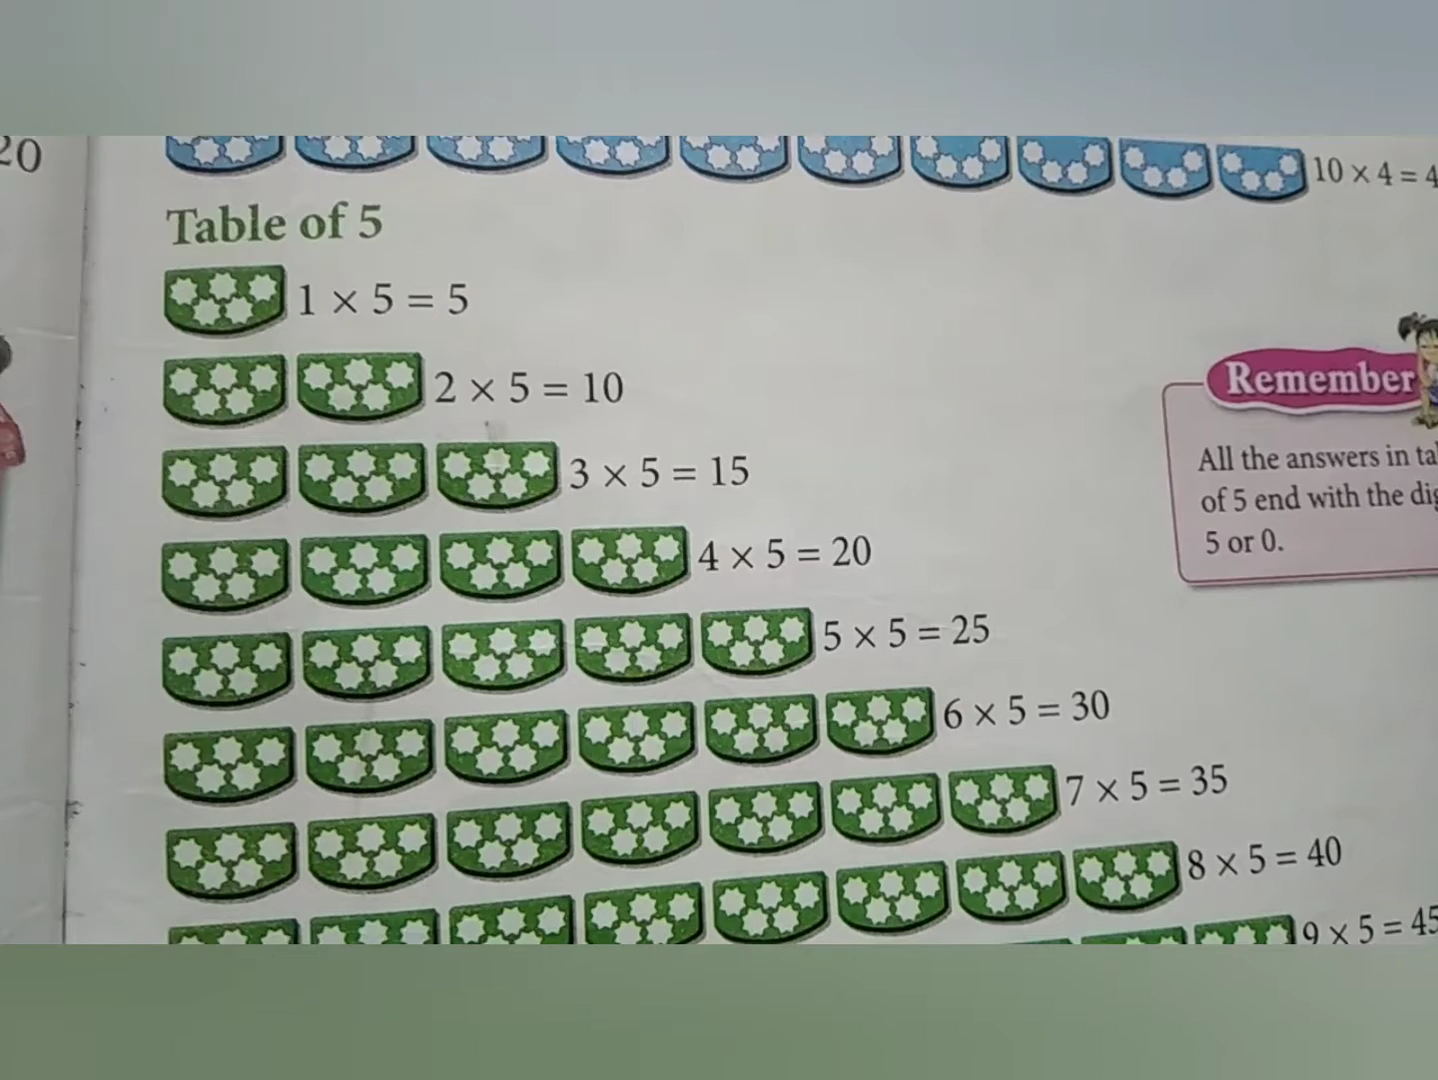 20
10 × 4 = 4
Table of 5
1 × 5 = 5
2 × 5 = 10
3 × 5 = 15
4 × 5 = 20
5 × 5 = 25
6 × 5 = 30
7 × 5 = 35
8 × 5 = 40
9 × 5 = 45
Remember
All the answers in
of 5 end with the
5 or 0.